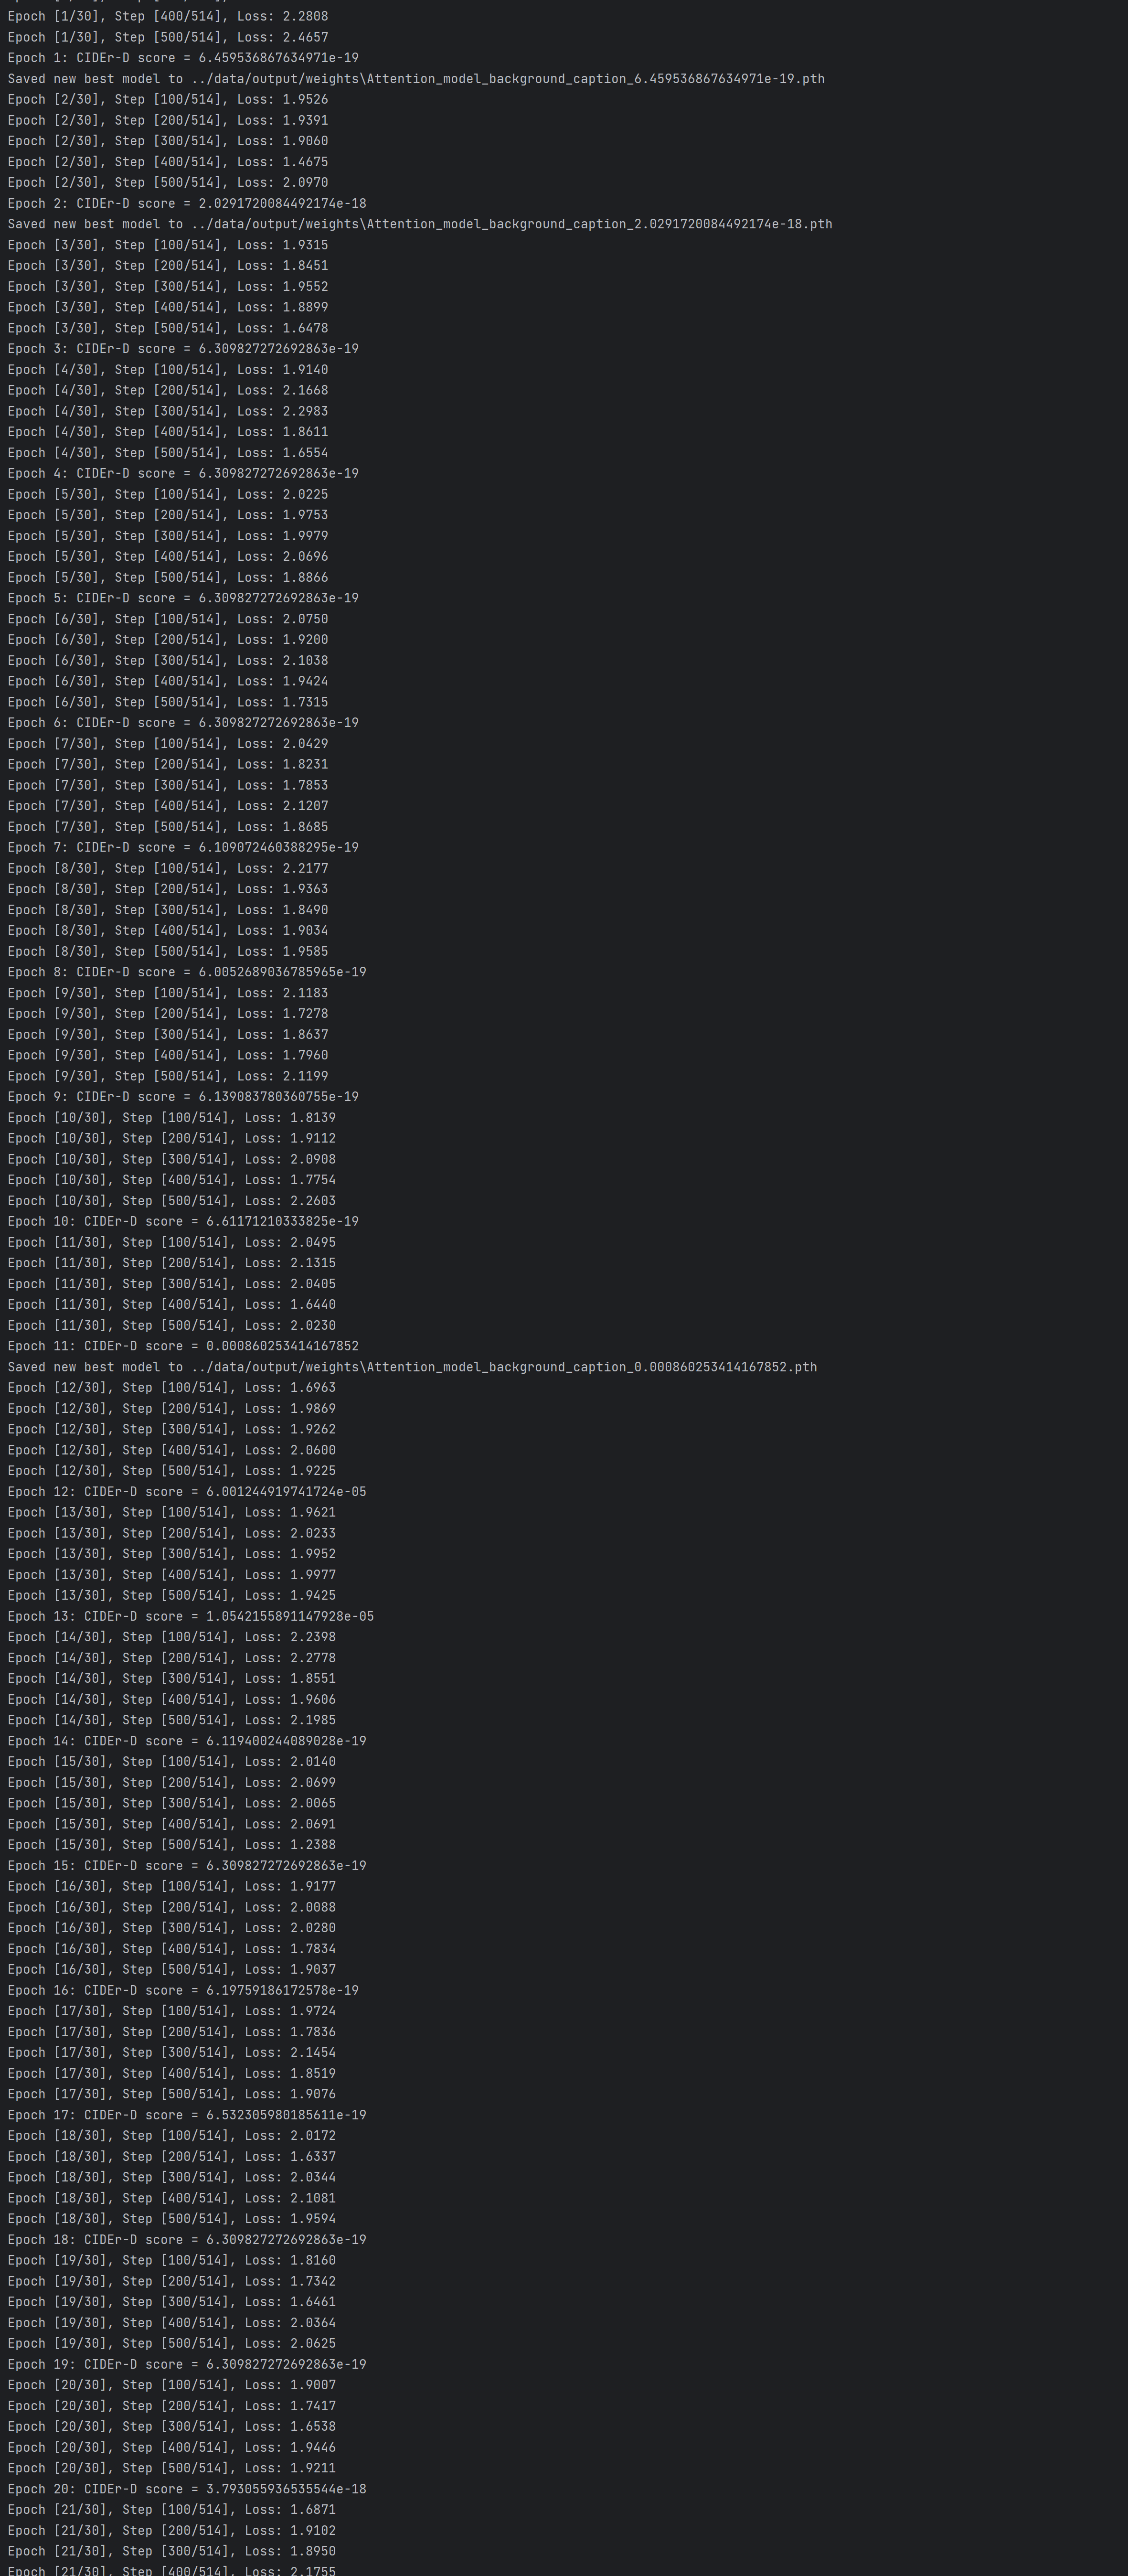 Epoch [1/30], Step [400/514], Loss: 2.2808
Epoch [1/30], Step [500/514], Loss: 2.4657
Epoch 1: CIDEr-D score = 6.459536867634971e-19
Saved new best model to ../data/output/weights\Attention_model_background_caption_6.459536867634971e-19.pth
Epoch [2/30], Step [100/514], Loss: 1.9526
Epoch [2/30], Step [200/514], Loss: 1.9391
Epoch [2/30], Step [300/514], Loss: 1.9060
Epoch [2/30], Step [400/514], Loss: 1.4675
Epoch [2/30], Step [500/514], Loss: 2.0970
Epoch 2: CIDEr-D score = 2.0291720084492174e-18
Saved new best model to ../data/output/weights\Attention_model_background_caption_2.0291720084492174e-18.pth
Epoch [3/30], Step [100/514], Loss: 1.9315
Epoch [3/30], Step [200/514], Loss: 1.8451
Epoch [3/30], Step [300/514], Loss: 1.9552
Epoch [3/30], Step [400/514], Loss: 1.8899
Epoch [3/30], Step [500/514], Loss: 1.6478
Epoch 3: CIDEr-D score = 6.309827272692863e-19
Epoch [4/30], Step [100/514], Loss: 1.9140
Epoch [4/30], Step [200/514], Loss: 2.1668
Epoch [4/30], Step [300/514], Loss: 2.2983
Epoch [4/30], Step [400/514], Loss: 1.8611
Epoch [4/30], Step [500/514], Loss: 1.6554
Epoch 4: CIDEr-D score = 6.309827272692863e-19
Epoch [5/30], Step [100/514], Loss: 2.0225
Epoch [5/30], Step [200/514], Loss: 1.9753
Epoch [5/30], Step [300/514], Loss: 1.9979
Epoch [5/30], Step [400/514], Loss: 2.0696
Epoch [5/30], Step [500/514], Loss: 1.8866
Epoch 5: CIDEr-D score = 6.309827272692863e-19
Epoch [6/30], Step [100/514], Loss: 2.0750
Epoch [6/30], Step [200/514], Loss: 1.9200
Epoch [6/30], Step [300/514], Loss: 2.1038
Epoch [6/30], Step [400/514], Loss: 1.9424
Epoch [6/30], Step [500/514], Loss: 1.7315
Epoch 6: CIDEr-D score = 6.309827272692863e-19
Epoch [7/30], Step [100/514], Loss: 2.0429
Epoch [7/30], Step [200/514], Loss: 1.8231
Epoch [7/30], Step [300/514], Loss: 1.7853
Epoch [7/30], Step [400/514], Loss: 2.1207
Epoch [7/30], Step [500/514], Loss: 1.8685
Epoch 7: CIDEr-D score = 6.109072460388295e-19
Epoch [8/30], Step [100/514], Loss: 2.2177
Epoch [8/30], Step [200/514], Loss: 1.9363
Epoch [8/30], Step [300/514], Loss: 1.8490
Epoch [8/30], Step [400/514], Loss: 1.9034
Epoch [8/30], Step [500/514], Loss: 1.9585
Epoch 8: CIDEr-D score = 6.0052689036785965e-19
Epoch [9/30], Step [100/514], Loss: 2.1183
Epoch [9/30], Step [200/514], Loss: 1.7278
Epoch [9/30], Step [300/514], Loss: 1.8637
Epoch [9/30], Step [400/514], Loss: 1.7960
Epoch [9/30], Step [500/514], Loss: 2.1199
Epoch 9: CIDEr-D score = 6.139083780360755e-19
Epoch [10/30], Step [100/514], Loss: 1.8139
Epoch [10/30], Step [200/514], Loss: 1.9112
Epoch [10/30], Step [300/514], Loss: 2.0908
Epoch [10/30], Step [400/514], Loss: 1.7754
Epoch [10/30], Step [500/514], Loss: 2.2603
Epoch 10: CIDEr-D score = 6.61171210333825e-19
Epoch [11/30], Step [100/514], Loss: 2.0495
Epoch [11/30], Step [200/514], Loss: 2.1315
Epoch [11/30], Step [300/514], Loss: 2.0405
Epoch [11/30], Step [400/514], Loss: 1.6440
Epoch [11/30], Step [500/514], Loss: 2.0230
Epoch 11: CIDEr-D score = 0.000860253414167852
Saved new best model to ../data/output/weights\Attention_model_background_caption_0.000860253414167852.pth
Epoch [12/30], Step [100/514], Loss: 1.6963
Epoch [12/30], Step [200/514], Loss: 1.9869
Epoch [12/30], Step [300/514], Loss: 1.9262
Epoch [12/30], Step [400/514], Loss: 2.0600
Epoch [12/30], Step [500/514], Loss: 1.9225
Epoch 12: CIDEr-D score = 6.001244919741724e-05
Epoch [13/30], Step [100/514], Loss: 1.9621
Epoch [13/30], Step [200/514], Loss: 2.0233
Epoch [13/30], Step [300/514], Loss: 1.9952
Epoch [13/30], Step [400/514], Loss: 1.9977
Epoch [13/30], Step [500/514], Loss: 1.9425
Epoch 13: CIDEr-D score = 1.0542155891147928e-05
Epoch [14/30], Step [100/514], Loss: 2.2398
Epoch [14/30], Step [200/514], Loss: 2.2778
Epoch [14/30], Step [300/514], Loss: 1.8551
Epoch [14/30], Step [400/514], Loss: 1.9606
Epoch [14/30], Step [500/514], Loss: 2.1985
Epoch 14: CIDEr-D score = 6.119400244089028e-19
Epoch [15/30], Step [100/514], Loss: 2.0140
Epoch [15/30], Step [200/514], Loss: 2.0699
Epoch [15/30], Step [300/514], Loss: 2.0065
Epoch [15/30], Step [400/514], Loss: 2.0691
Epoch [15/30], Step [500/514], Loss: 1.2388
Epoch 15: CIDEr-D score = 6.309827272692863e-19
Epoch [16/30], Step [100/514], Loss: 1.9177
Epoch [16/30], Step [200/514], Loss: 2.0088
Epoch [16/30], Step [300/514], Loss: 2.0280
Epoch [16/30], Step [400/514], Loss: 1.7834
Epoch [16/30], Step [500/514], Loss: 1.9037
Epoch 16: CIDEr-D score = 6.19759186172578e-19
Epoch [17/30], Step [100/514], Loss: 1.9724
Epoch [17/30], Step [200/514], Loss: 1.7836
Epoch [17/30], Step [300/514], Loss: 2.1454
Epoch [17/30], Step [400/514], Loss: 1.8519
Epoch [17/30], Step [500/514], Loss: 1.9076
Epoch 17: CIDEr-D score = 6.532305980185611e-19
Epoch [18/30], Step [100/514], Loss: 2.0172
Epoch [18/30], Step [200/514], Loss: 1.6337
Epoch [18/30], Step [300/514], Loss: 2.0344
Epoch [18/30], Step [400/514], Loss: 2.1081
Epoch [18/30], Step [500/514], Loss: 1.9594
Epoch 18: CIDEr-D score = 6.309827272692863e-19
Epoch [19/30], Step [100/514], Loss: 1.8160
Epoch [19/30], Step [200/514], Loss: 1.7342
Epoch [19/30], Step [300/514], Loss: 1.6461
Epoch [19/30], Step [400/514], Loss: 2.0364
Epoch [19/30], Step [500/514], Loss: 2.0625
Epoch 19: CIDEr-D score = 6.309827272692863e-19
Epoch [20/30], Step [100/514], Loss: 1.9007
Epoch [20/30], Step [200/514], Loss: 1.7417
Epoch [20/30], Step [300/514], Loss: 1.6538
Epoch [20/30], Step [400/514], Loss: 1.9446
Epoch [20/30], Step [500/514], Loss: 1.9211
Epoch 20: CIDEr-D score = 3.793055936535544e-18
Epoch [21/30], Step [100/514], Loss: 1.6871
Epoch [21/30], Step [200/514], Loss: 1.9102
Epoch [21/30], Step [300/514], Loss: 1.8950
Epoch [21/30], Step [400/514], Loss: 2.1755